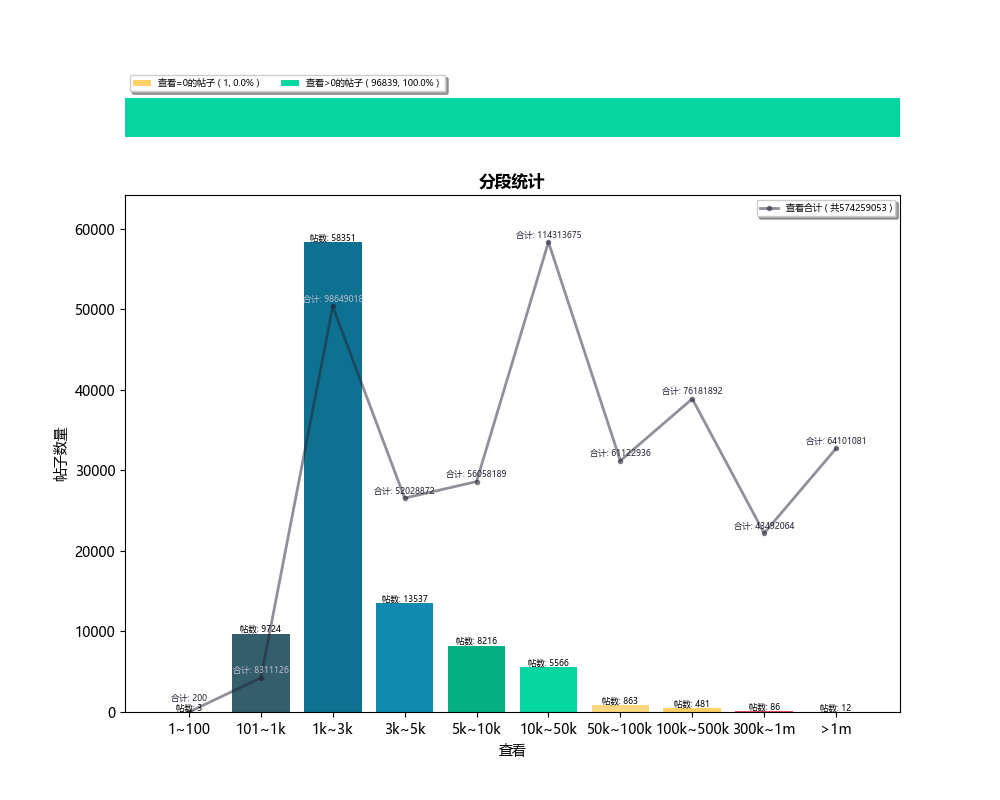 查看=0的帖子 ( 1, 0.0% )
查看>0的帖子 ( 96839, 100.0% )
分段统计
查看合计 ( 共574259053 )
帖子数量
60000
50000
40000
30000
20000
10000
0
帖数: 3
帖数: 9724
帖数: 58351
帖数: 13537
帖数: 8216
帖数: 5566
帖数: 863
帖数: 481
帖数: 86
帖数: 12
合计: 200
合计: 8311126
合计: 98649018
合计: 52028872
合计: 56058189
合计: 114313675
合计: 61122936
合计: 76181892
合计: 43492064
合计: 64101081
1~100
101~1k
1k~3k
3k~5k
5k~10k
10k~50k
50k~100k
100k~500k
300k~1m
>1m
查看